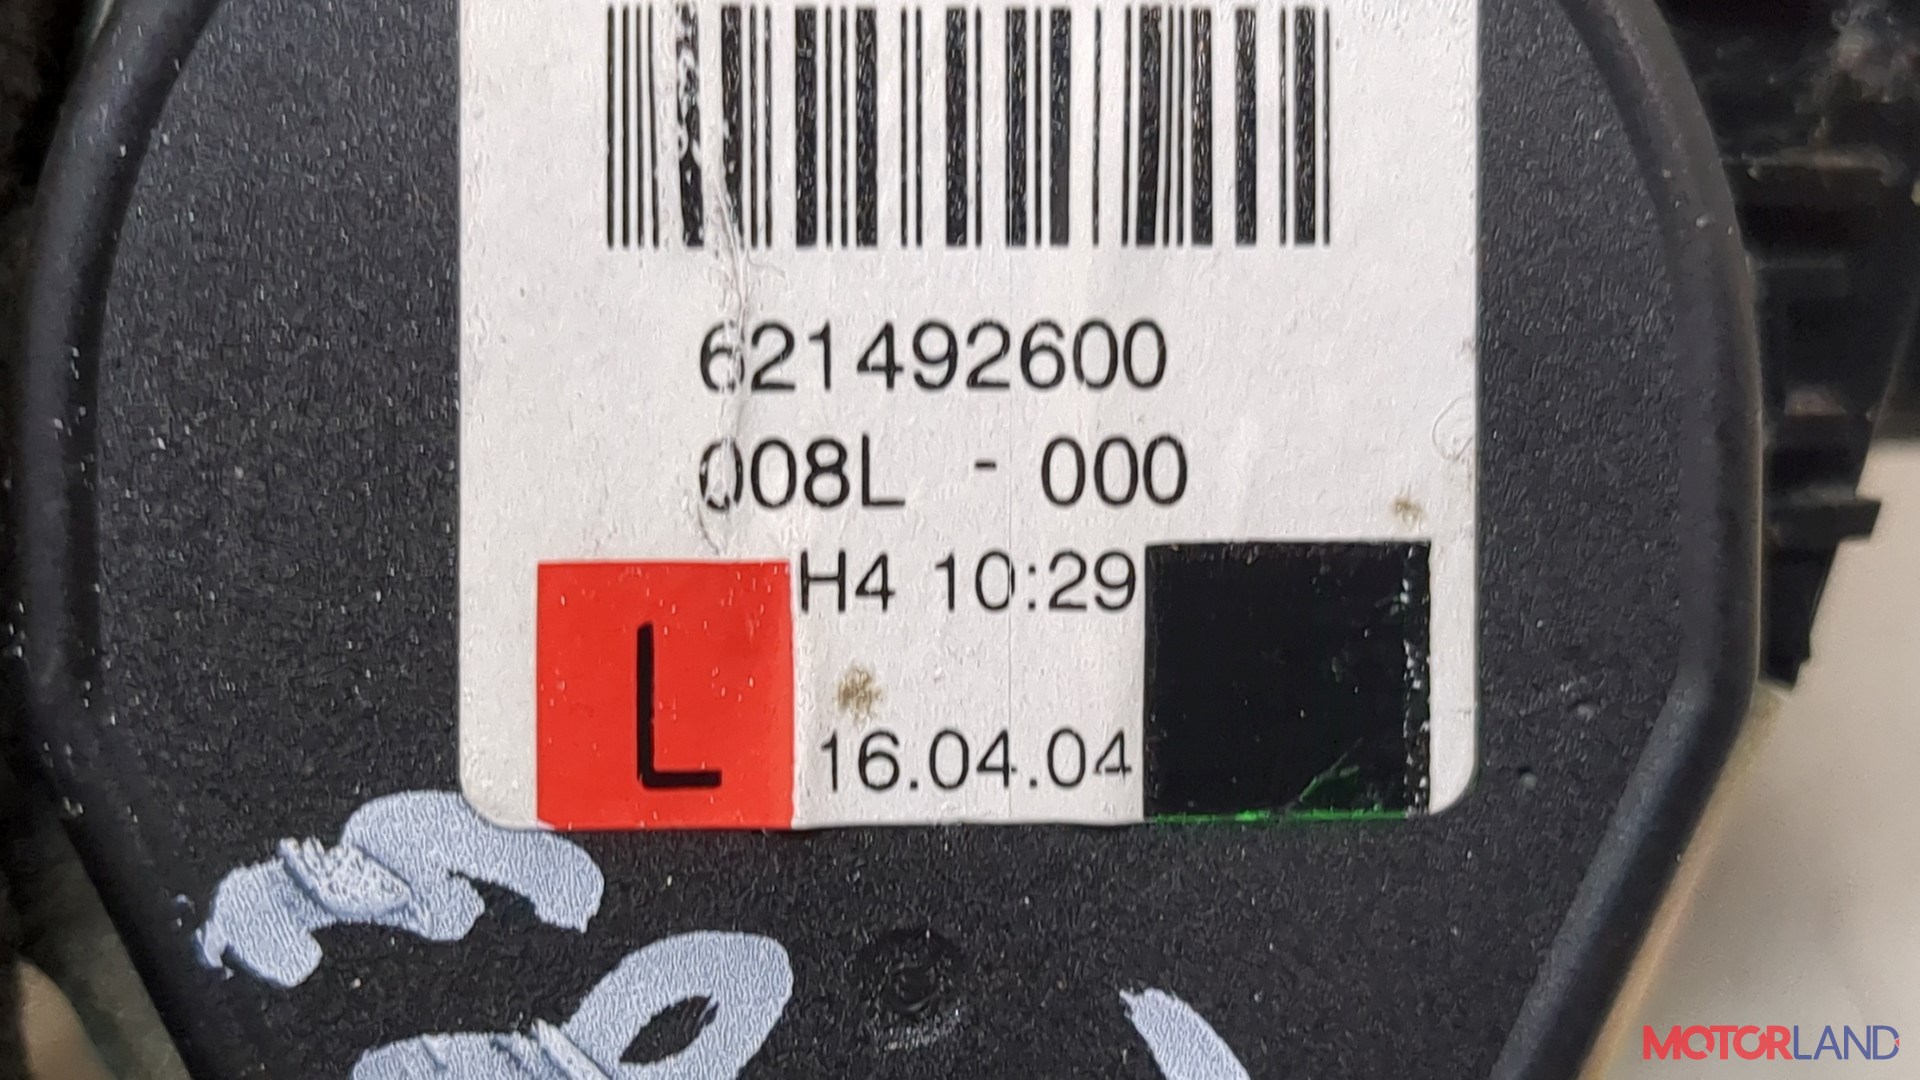 621492600
008L - 000
H4 10:29
L
16.04.04
MOTORLAND